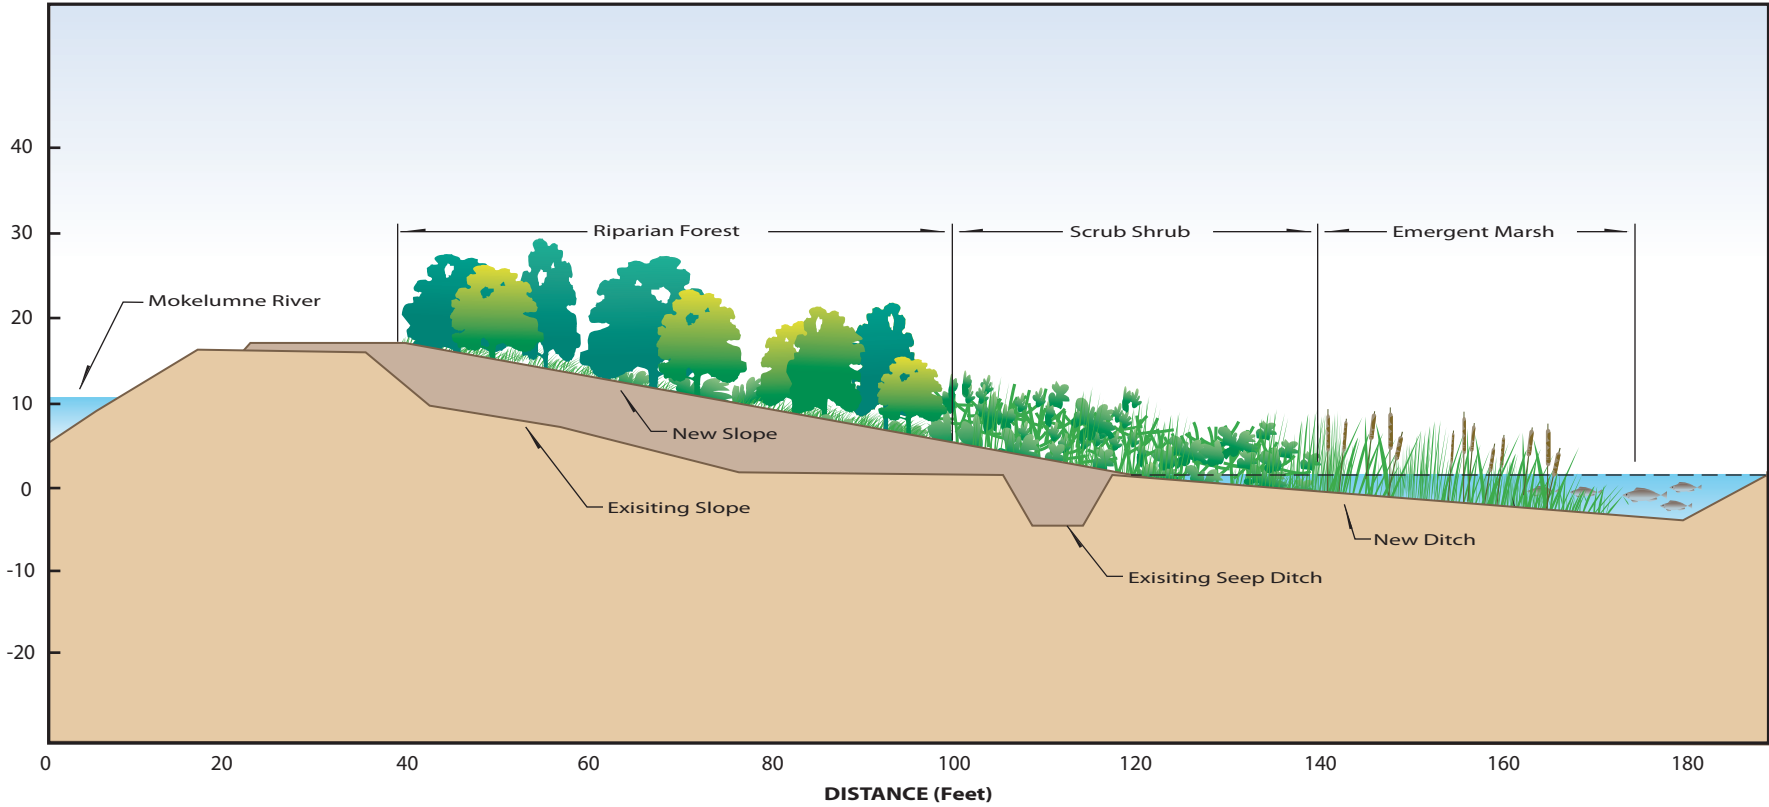 40
30
20
10
0
-10
-20
Riparian Forest
Scrub Shrub
Emergent Marsh
Mokelumne River
New Slope
Exisiting Slope
New Ditch
Exisiting Seep Ditch
0 20 40 60 80 100 120 140 160 180
DISTANCE (Feet)